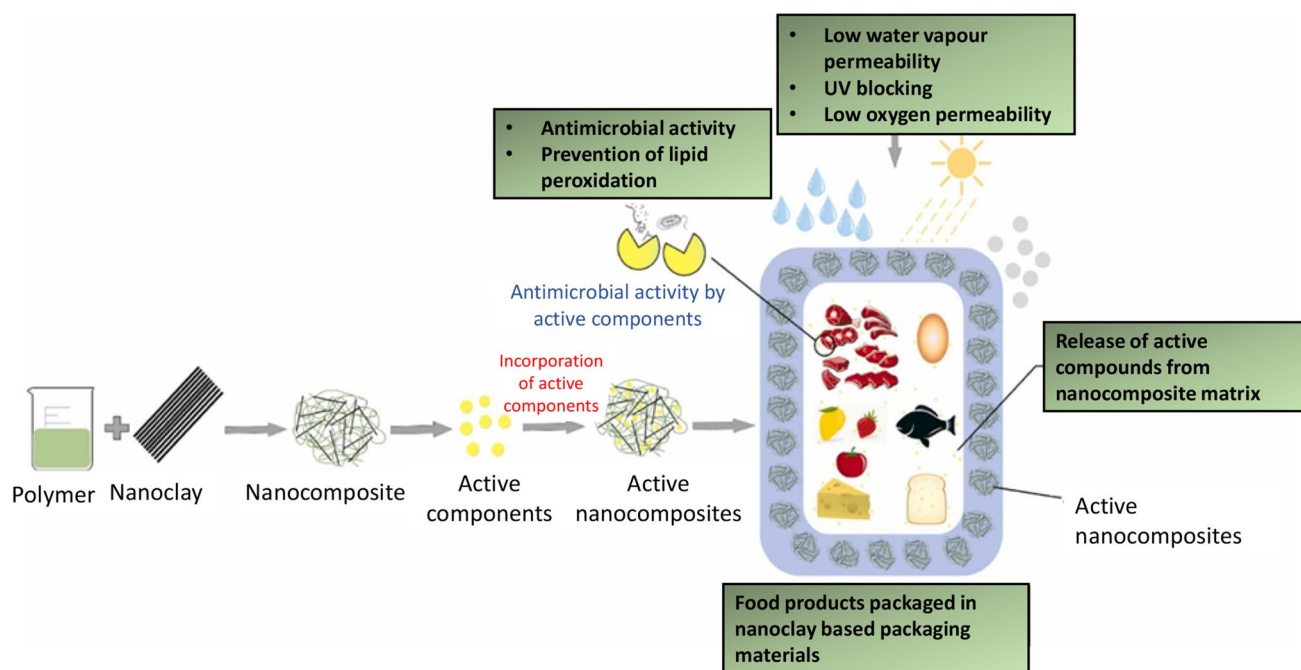 • Low water vapour
permeability
• UV blocking
• Low oxygen permeability
• Antimicrobial activity
• Prevention of lipid
peroxidation
Antimicrobial activity by
active components
Incorporation
of active
components
Release of active
compounds from
nanocomposite matrix
Polymer
Nanoclay
Nanocomposite
Active
components
Active
nanocomposites
Active
nanocomposites
Food products packaged in
nanoclay based packaging
materials